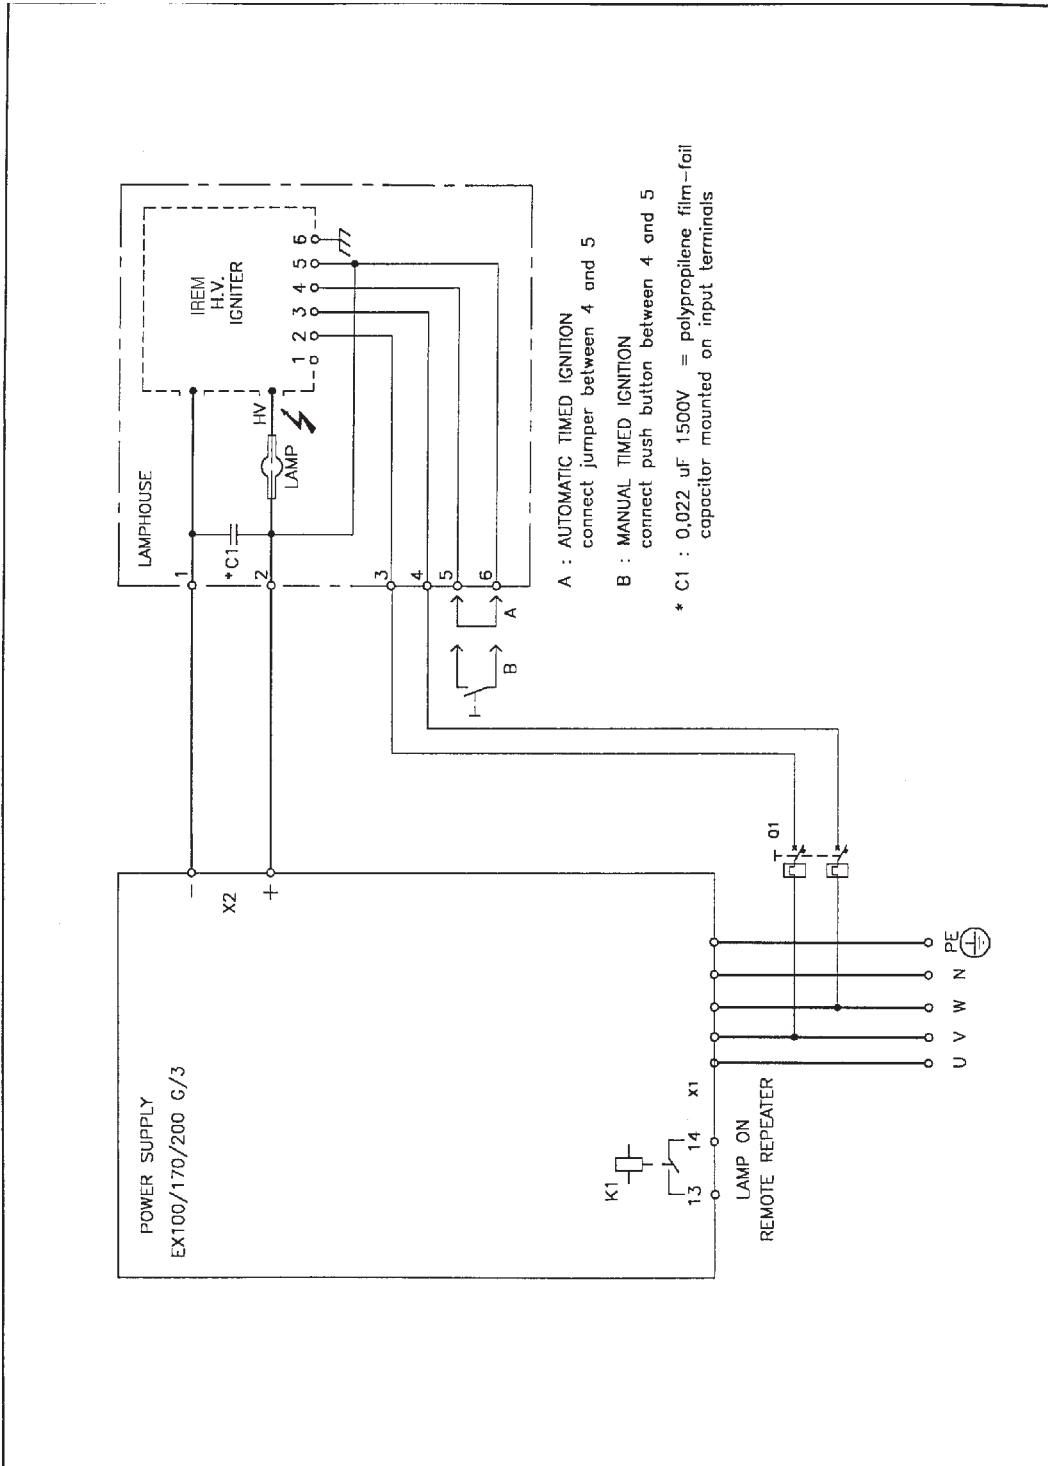 POWER SUPPLY
EX100/170/200 G/3
-
X2
+
K1
13
14
X1
LAMP ON
REMOTE REPEATER
U
V
W
N
PE
Q1
LAMPHOUSE
1
*C1
2
3
4
5
6
A
B
HV
LAMP
IREM
H.V.
IGNITER
1
2
3
4
5
6
A : AUTOMATIC TIMED IGNITION
connect jumper between 4 and 5
B : MANUAL TIMED IGNITION
connect push button between 4 and 5
* C1 : 0,022 uF 1500V = polypropilene film-foil
capacitor mounted on input terminals